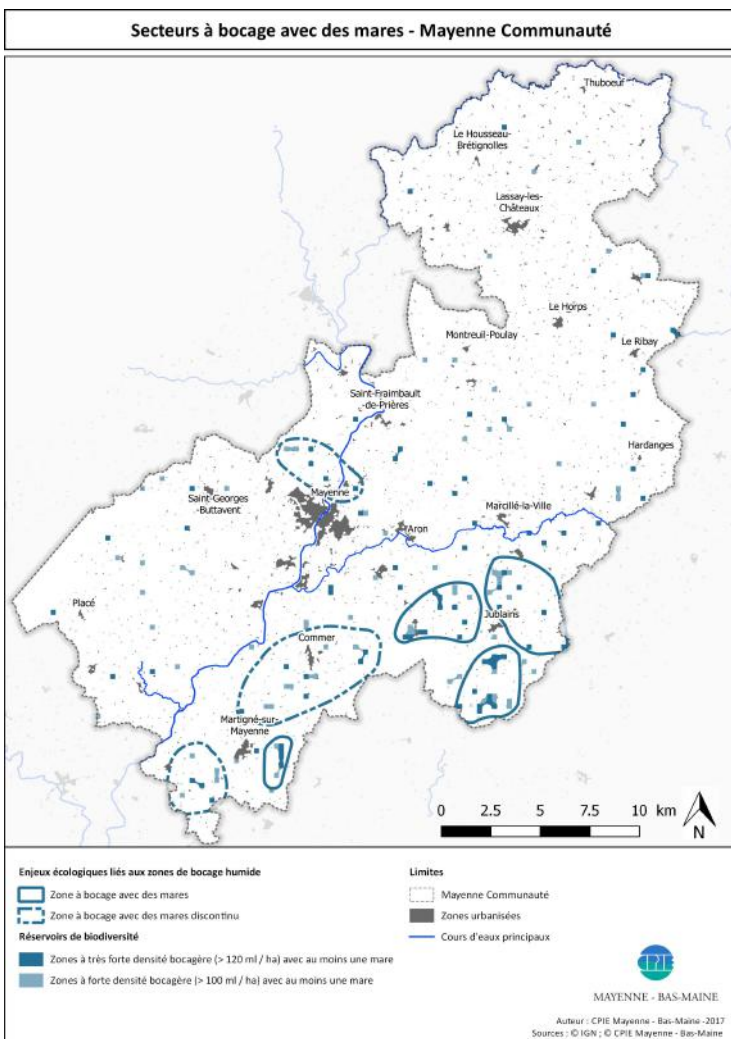 Secteurs à bocage avec des mares - Mayenne Communauté
Thuboeuf
Le Housseau-
Brétignolles
Lassay-les-
Châteaux
Le Horps
Montreuil-Poulay
Le Ribay
Saint-Fraimbault
-de-Prières
Hardanges
Mayenne
Saint-Georges
-Buttavent
Marcillé-la-Ville
Aron
Placé
Jublains
Commer
Martigné-sur-
Mayenne
0 2.5 5 7.5 10 km
N
Enjeux écologiques liés aux zones de bocage humide
Zone à bocage avec des mares
Zone à bocage avec des mares discontinu
Réservoirs de biodiversité
Zones à très forte densité bocagère (> 120 ml / ha) avec au moins une mare
Zones à forte densité bocagère (> 100 ml / ha) avec au moins une mare
Limites
Mayenne Communauté
Zones urbanisées
Cours d'eaux principaux
CPIE
MAYENNE - BAS-MAINE
Auteur : CPIE Mayenne - Bas-Maine -2017
Sources : © IGN ; © CPIE Mayenne - Bas-Maine